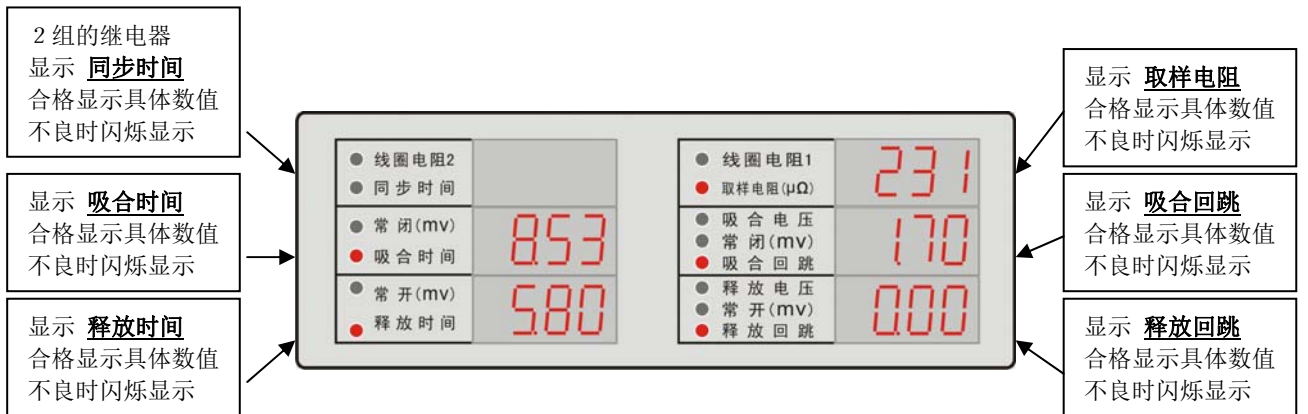 2 组的继电器
显示 同步时间
合格显示具体数值
不良时闪烁显示
显示 吸合时间
合格显示具体数值
不良时闪烁显示
显示 释放时间
合格显示具体数值
不良时闪烁显示
线圈电阻2
同步时间
常闭(mv)
吸合时间
8.53
常开(mv)
释放时间
5.80
线圈电阻1
取样电阻(μΩ)
231
吸合电压
常闭(mv)
吸合回跳
1.70
释放电压
常开(mv)
释放回跳
0.00
显示 取样电阻
合格显示具体数值
不良时闪烁显示
显示 吸合回跳
合格显示具体数值
不良时闪烁显示
显示 释放回跳
合格显示具体数值
不良时闪烁显示